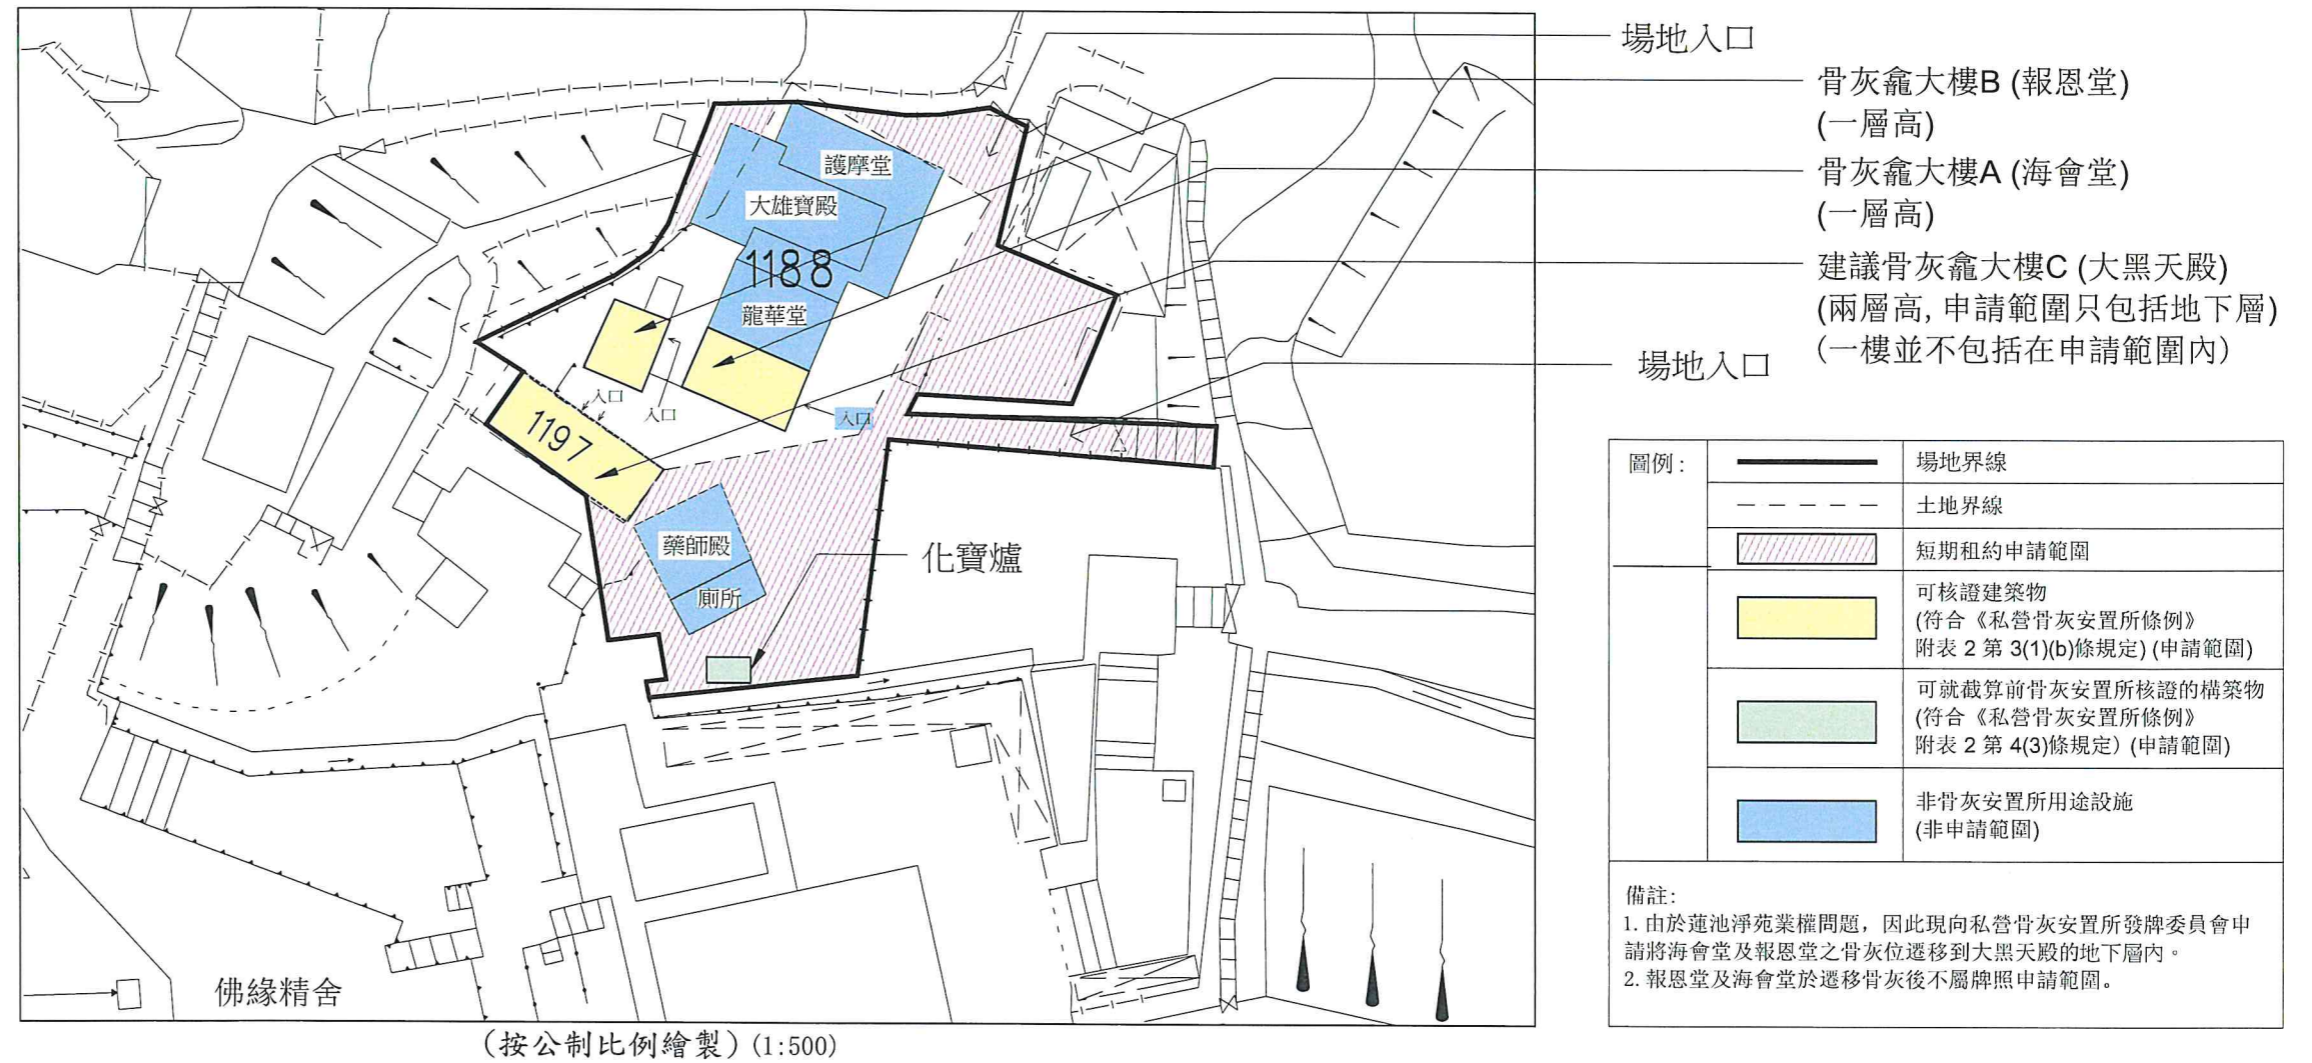 場地入口
骨灰龕大樓B (報恩堂)
(一層高)
骨灰龕大樓A (海會堂)
(一層高)
建議骨灰龕大樓C (大黑天殿)
(兩層高, 申請範圍只包括地下層)
(一樓並不包括在申請範圍內)
場地入口
護摩堂
大雄寶殿
1188
龍華堂
入口
入口
入口
1197
藥師殿
廁所
化寶爐
佛緣精舍
(按公制比例繪製) (1:500)
圖例:
場地界線
土地界線
短期租約申請範圍
可核證建築物
(符合《私營骨灰安置所條例》
附表 2 第 3(1)(b)條規定) (申請範圍)
可就截算前骨灰安置所核證的構築物
(符合《私營骨灰安置所條例》
附表 2 第 4(3)條規定) (申請範圍)
非骨灰安置所用途設施
(非申請範圍)
備註:
1. 由於蓮池淨苑業權問題，因此現向私營骨灰安置所發牌委員會申
請將海會堂及報恩堂之骨灰位遷移到大黑天殿的地下層內。
2. 報恩堂及海會堂於遷移骨灰後不屬牌照申請範圍。